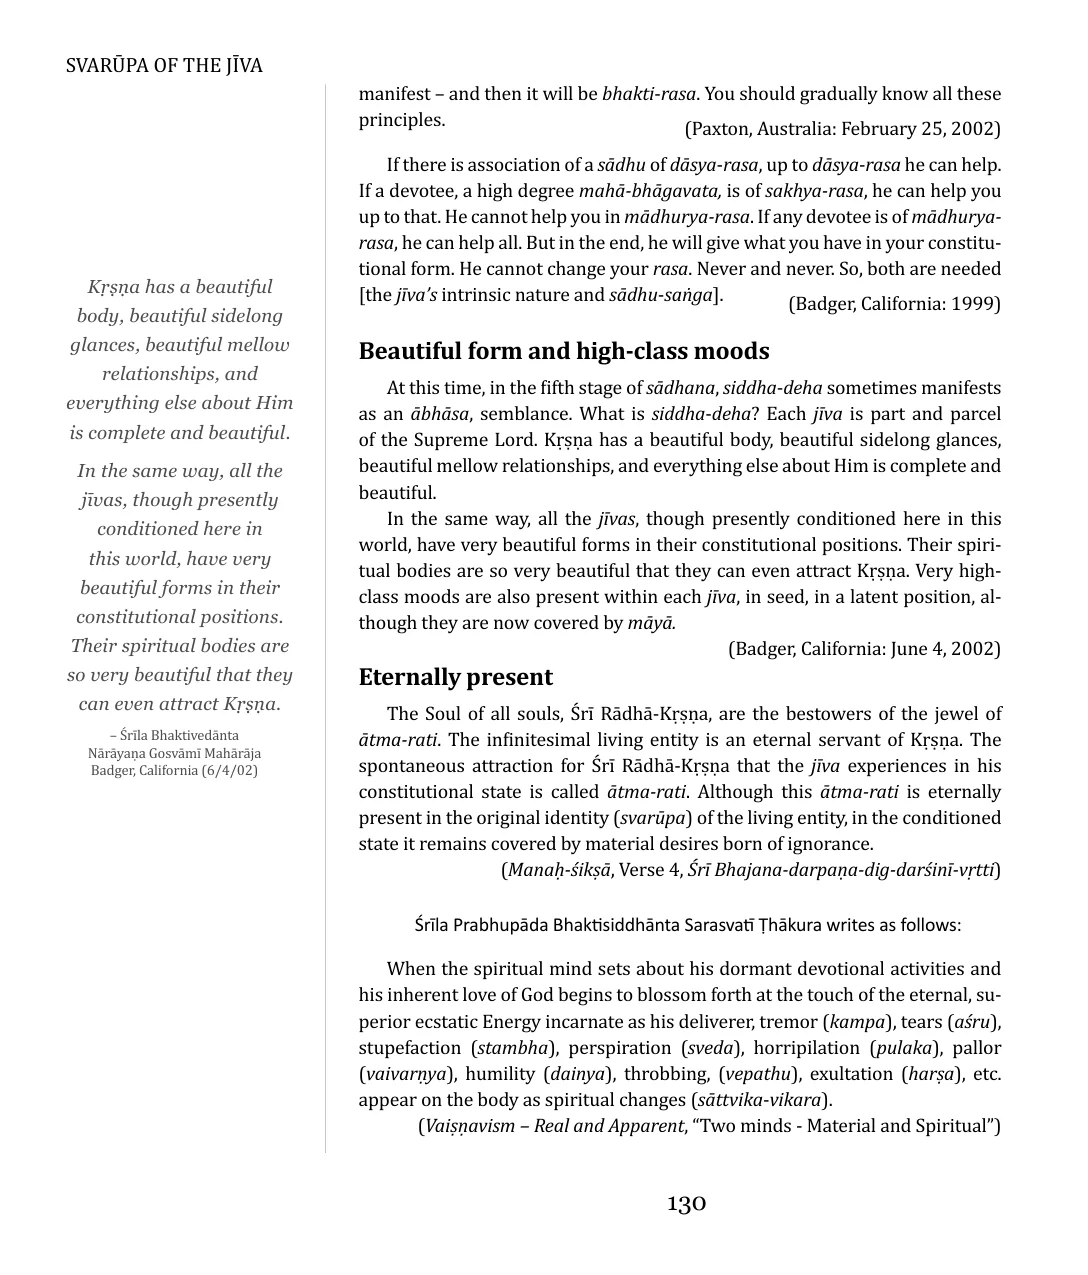 SVARŪPA OF THE JĪVA
manifest – and then it will be bhakti-rasa. You should gradually know all these
principles.
(Paxton, Australia: February 25, 2002)
If there is association of a sādhu of dāsya-rasa, up to dāsya-rasa he can help.
If a devotee, a high degree mahā-bhāgavata, is of sakhya-rasa, he can help you
up to that. He cannot help you in mādhurya-rasa. If any devotee is of mādhurya-
rasa, he can help all. But in the end, he will give what you have in your constitu-
tional form. He cannot change your rasa. Never and never. So, both are needed
[the jīva’s intrinsic nature and sādhu-saṅga].
(Badger, California: 1999)
Beautiful form and high-class moods
At this time, in the fifth stage of sādhana, siddha-deha sometimes manifests
as an ābhāsa, semblance. What is siddha-deha? Each jīva is part and parcel
of the Supreme Lord. Kṛṣṇa has a beautiful body, beautiful sidelong glances,
beautiful mellow relationships, and everything else about Him is complete and
beautiful.
In the same way, all the jīvas, though presently conditioned here in this
world, have very beautiful forms in their constitutional positions. Their spiri-
tual bodies are so very beautiful that they can even attract Kṛṣṇa. Very high-
class moods are also present within each jīva, in seed, in a latent position, al-
though they are now covered by māyā.
(Badger, California: June 4, 2002)
Eternally present
The Soul of all souls, Śrī Rādhā-Kṛṣṇa, are the bestowers of the jewel of
ātma-rati. The infinitesimal living entity is an eternal servant of Kṛṣṇa. The
spontaneous attraction for Śrī Rādhā-Kṛṣṇa that the jīva experiences in his
constitutional state is called ātma-rati. Although this ātma-rati is eternally
present in the original identity (svarūpa) of the living entity, in the conditioned
state it remains covered by material desires born of ignorance.
(Manaḥ-śikṣā, Verse 4, Śrī Bhajana-darpaṇa-dig-darśinī-vṛtti)
Śrīla Prabhupāda Bhaktisiddhānta Sarasvatī Ṭhākura writes as follows:
When the spiritual mind sets about his dormant devotional activities and
his inherent love of God begins to blossom forth at the touch of the eternal, su-
perior ecstatic Energy incarnate as his deliverer, tremor (kampa), tears (aśru),
stupefaction (stambha), perspiration (sveda), horripilation (pulaka), pallor
(vaivarṇya), humility (dainya), throbbing, (vepathu), exultation (harṣa), etc.
appear on the body as spiritual changes (sāttvika-vikara).
(Vaiṣṇavism – Real and Apparent, “Two minds - Material and Spiritual”)
Kṛṣṇa has a beautiful
body, beautiful sidelong
glances, beautiful mellow
relationships, and
everything else about Him
is complete and beautiful.
In the same way, all the
jīvas, though presently
conditioned here in
this world, have very
beautiful forms in their
constitutional positions.
Their spiritual bodies are
so very beautiful that they
can even attract Kṛṣṇa.
– Śrīla Bhaktivedānta
Nārāyaṇa Gosvāmī Mahārāja
Badger, California (6/4/02)
130